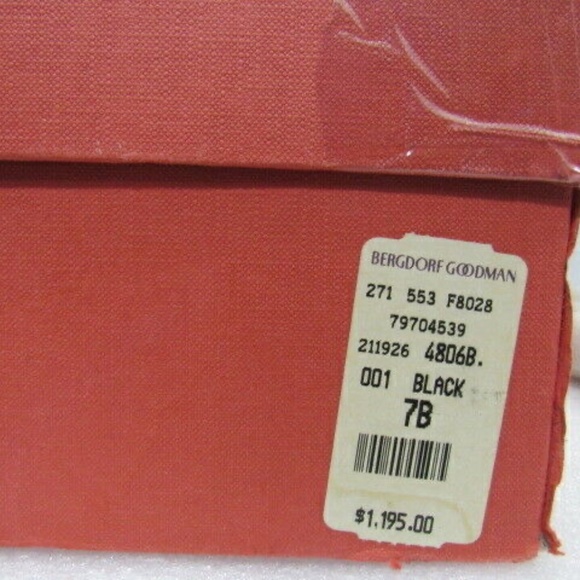 BERGDORF GOODMAN
271 553 F8028
79704539
211926 4806B.
001 BLACK
7B
$1,195.00